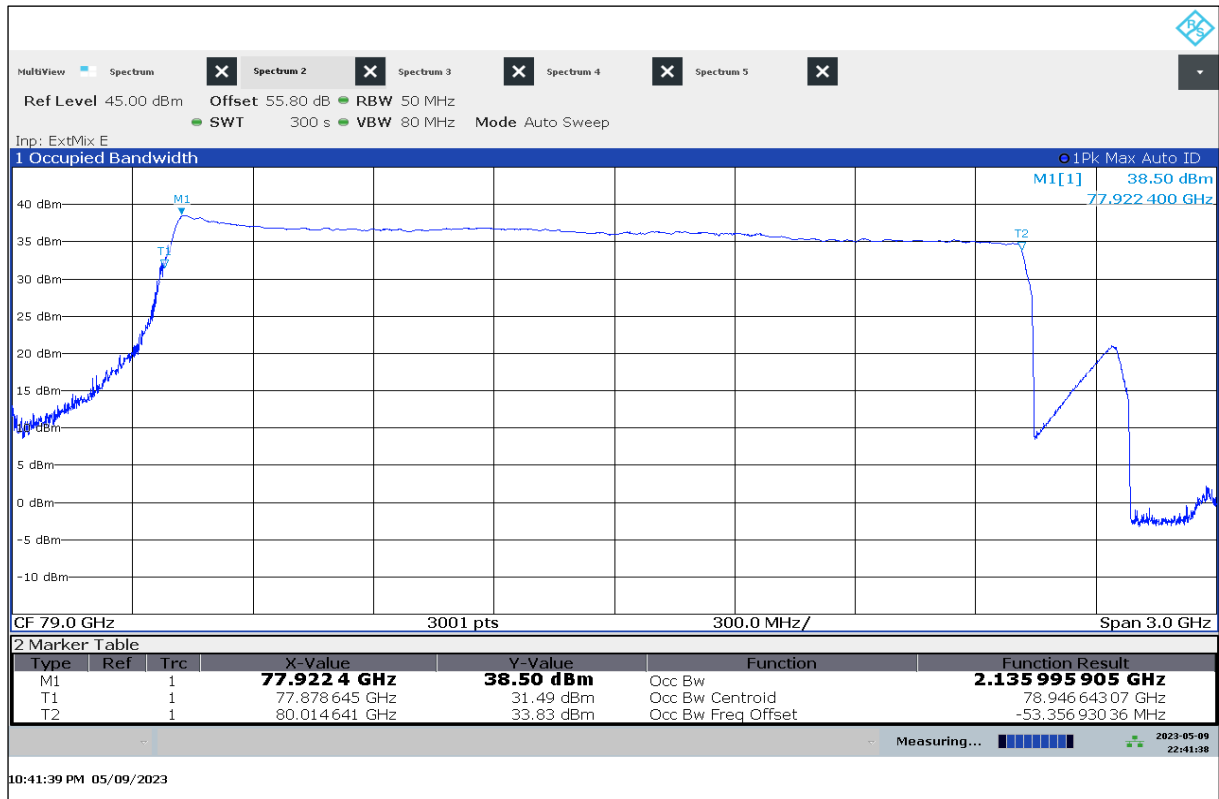 R&S
MultiView Spectrum X Spectrum 2 X Spectrum 3 X Spectrum 4 X Spectrum 5 X
Ref Level 45.00 dBm Offset 55.80 dB RBW 50 MHz
SWT 300 s VBW 80 MHz Mode Auto Sweep
Inp: ExtMix E
1 Occupied Bandwidth 1Pk Max Auto ID
M1[1] 38.50 dBm
77.922 400 GHz
M1
40 dBm
T2
35 dBm
T1
30 dBm
25 dBm
20 dBm
15 dBm
10 dBm
5 dBm
0 dBm
-5 dBm
-10 dBm
CF 79.0 GHz 3001 pts 300.0 MHz/ Span 3.0 GHz
2 Marker Table
Type Ref Trc X-Value Y-Value Function Function Result
M1 1 77.922 4 GHz 38.50 dBm Occ Bw 2.135 995 905 GHz
T1 1 77.878 645 GHz 31.49 dBm Occ Bw Centroid 78.946 643 07 GHz
T2 1 80.014 641 GHz 33.83 dBm Occ Bw Freq Offset -53.356 930 36 MHz
Measuring... 2023-05-09
22:41:38
10:41:39 PM 05/09/2023